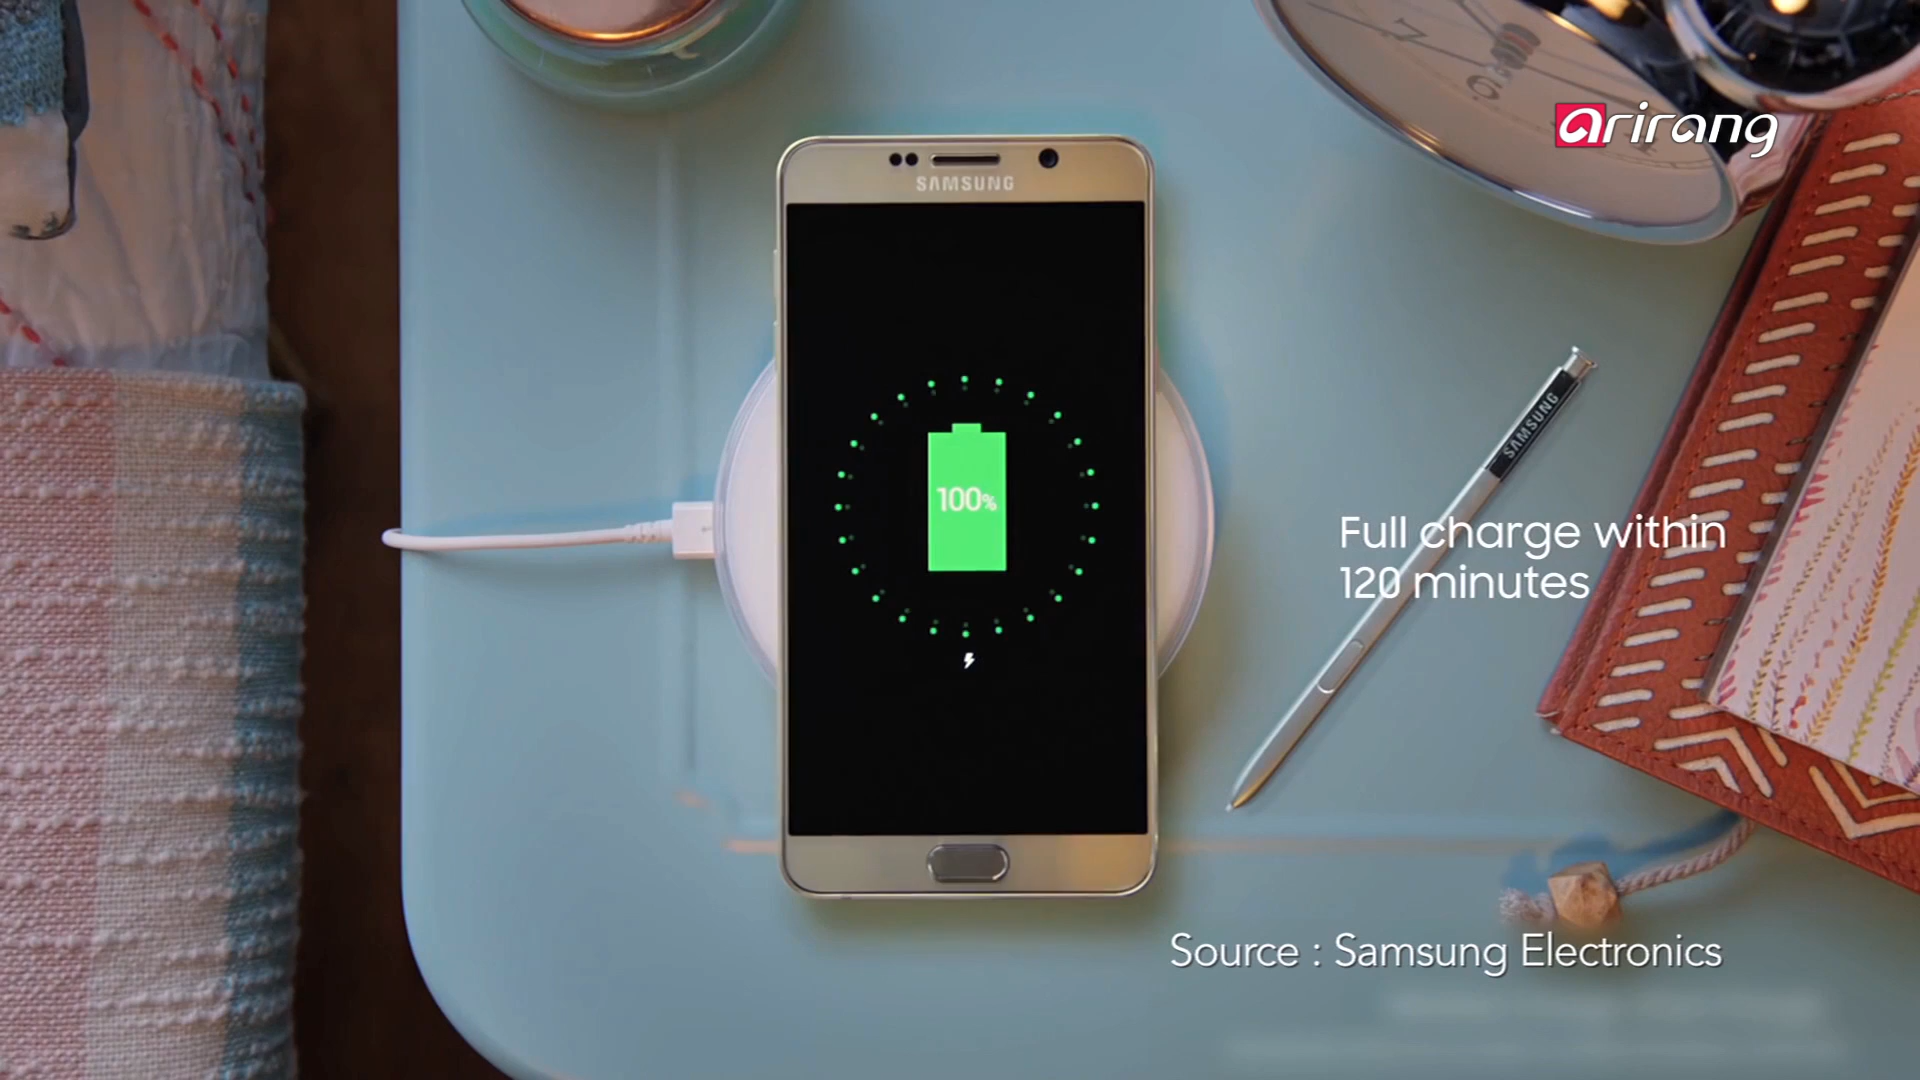 arirang
SAMSUNG
100%
SAMSUNG
Full charge within
120 minutes
Source : Samsung Electronics